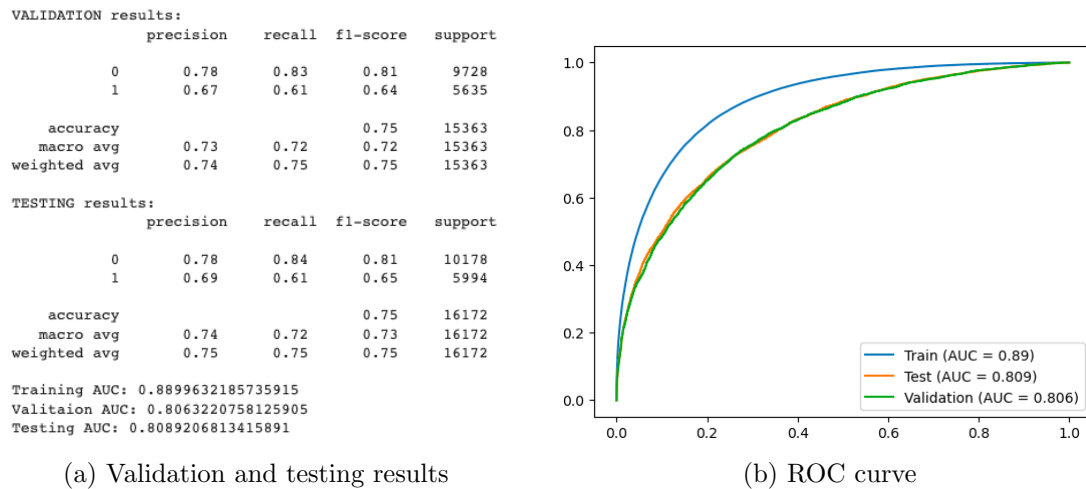 VALIDATION results:
precision recall f1-score support
0 0.78 0.83 0.81 9728
1 0.67 0.61 0.64 5635
accuracy 0.75 15363
macro avg 0.73 0.72 0.72 15363
weighted avg 0.74 0.75 0.75 15363
TESTING results:
precision recall f1-score support
0 0.78 0.84 0.81 10178
1 0.69 0.61 0.65 5994
accuracy 0.75 16172
macro avg 0.74 0.72 0.73 16172
weighted avg 0.75 0.75 0.75 16172
Training AUC: 0.8899632185735915
Valitaion AUC: 0.8063220758125905
Testing AUC: 0.8089206813415891
(a) Validation and testing results
1.0
0.8
0.6
0.4
0.2
0.0
0.0 0.2 0.4 0.6 0.8 1.0
Train (AUC = 0.89)
Test (AUC = 0.809)
Validation (AUC = 0.806)
(b) ROC curve